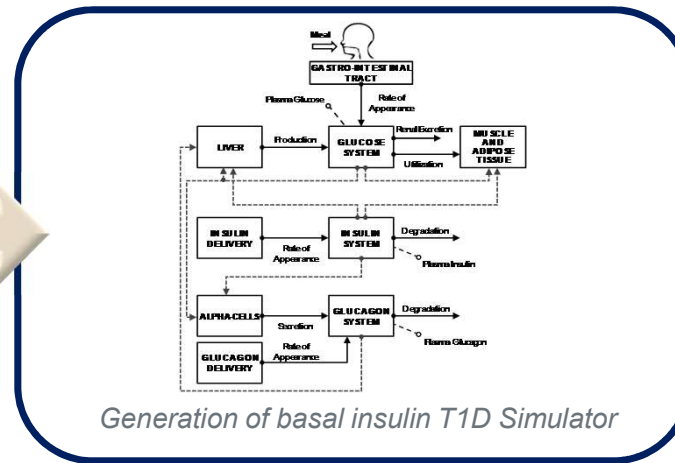 Meal
GASTRO-INTESTINAL
TRACT
Plasma Glucose
Rate of
Appearance
LIVER
Production
GLUCOSE
SYSTEM
Renal Excretion
Utilization
MUSCLE
AND
ADIPOSE
TISSUE
INSULIN
DELIVERY
Rate of
Appearance
INSULIN
SYSTEM
Degradation
Plasma Insulin
ALPHA-CELLS
Secretion
GLUCAGON
SYSTEM
Degradation
Plasma Glucagon
GLUCAGON
DELIVERY
Rate of
Appearance
Generation of basal insulin T1D Simulator